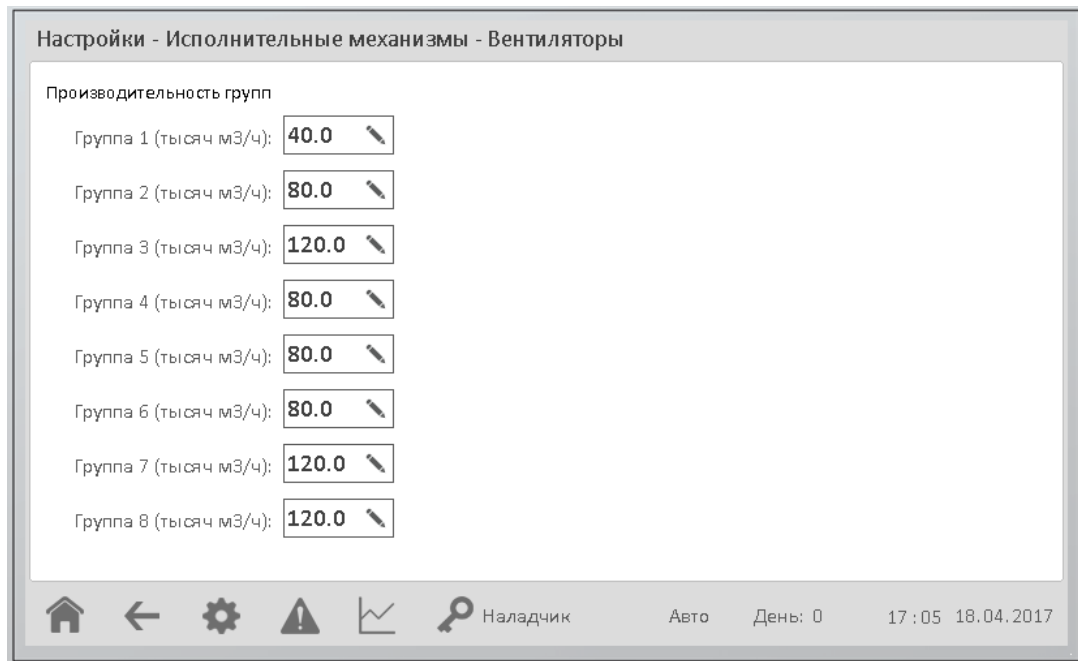 Настройки - Исполнительные механизмы - Вентиляторы
Производительность групп
Группа 1 (тысяч м3/ч): 40.0
Группа 2 (тысяч м3/ч): 80.0
Группа 3 (тысяч м3/ч): 120.0
Группа 4 (тысяч м3/ч): 80.0
Группа 5 (тысяч м3/ч): 80.0
Группа 6 (тысяч м3/ч): 80.0
Группа 7 (тысяч м3/ч): 120.0
Группа 8 (тысяч м3/ч): 120.0
Наладчик Авто День: 0 17:05 18.04.2017